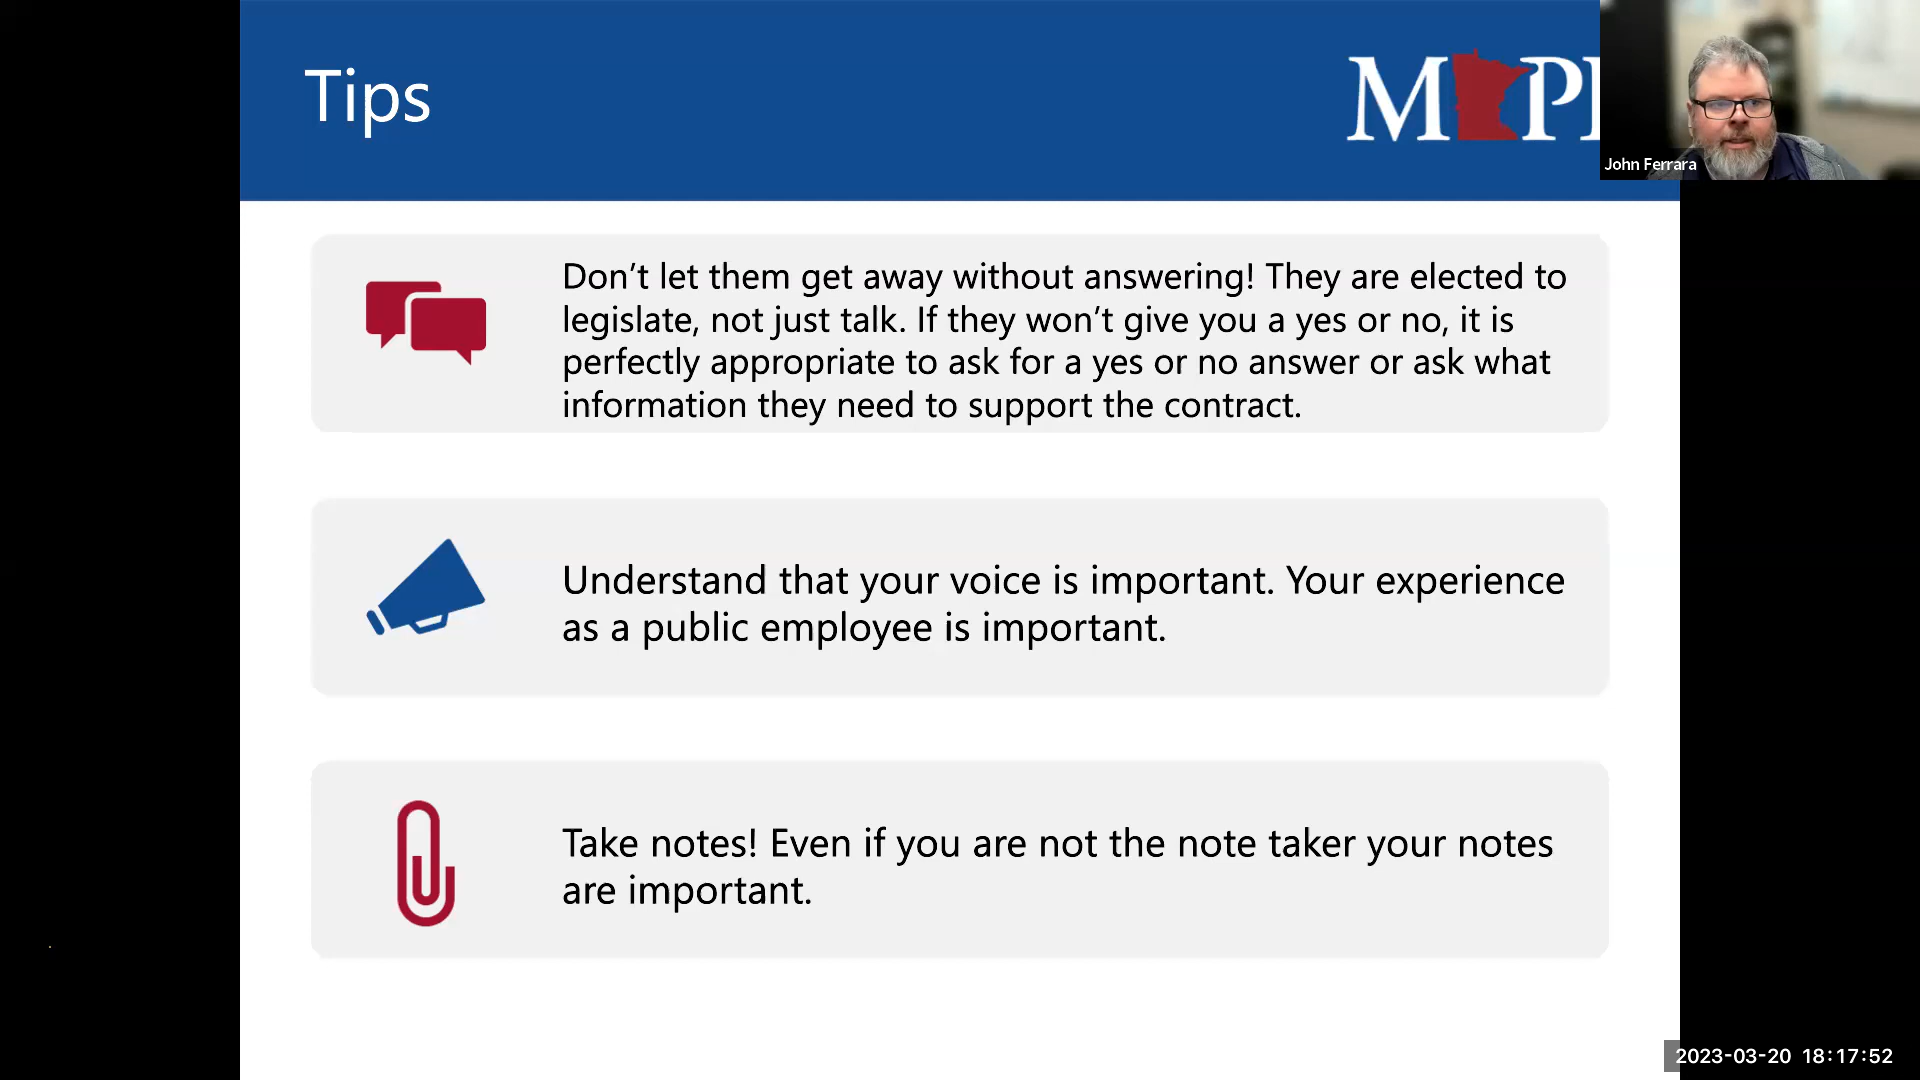 Tips
M PI
John Ferrara
Don’t let them get away without answering! They are elected to
legislate, not just talk. If they won’t give you a yes or no, it is
perfectly appropriate to ask for a yes or no answer or ask what
information they need to support the contract.
Understand that your voice is important. Your experience
as a public employee is important.
Take notes! Even if you are not the note taker your notes
are important.
2023-03-20 18:17:52